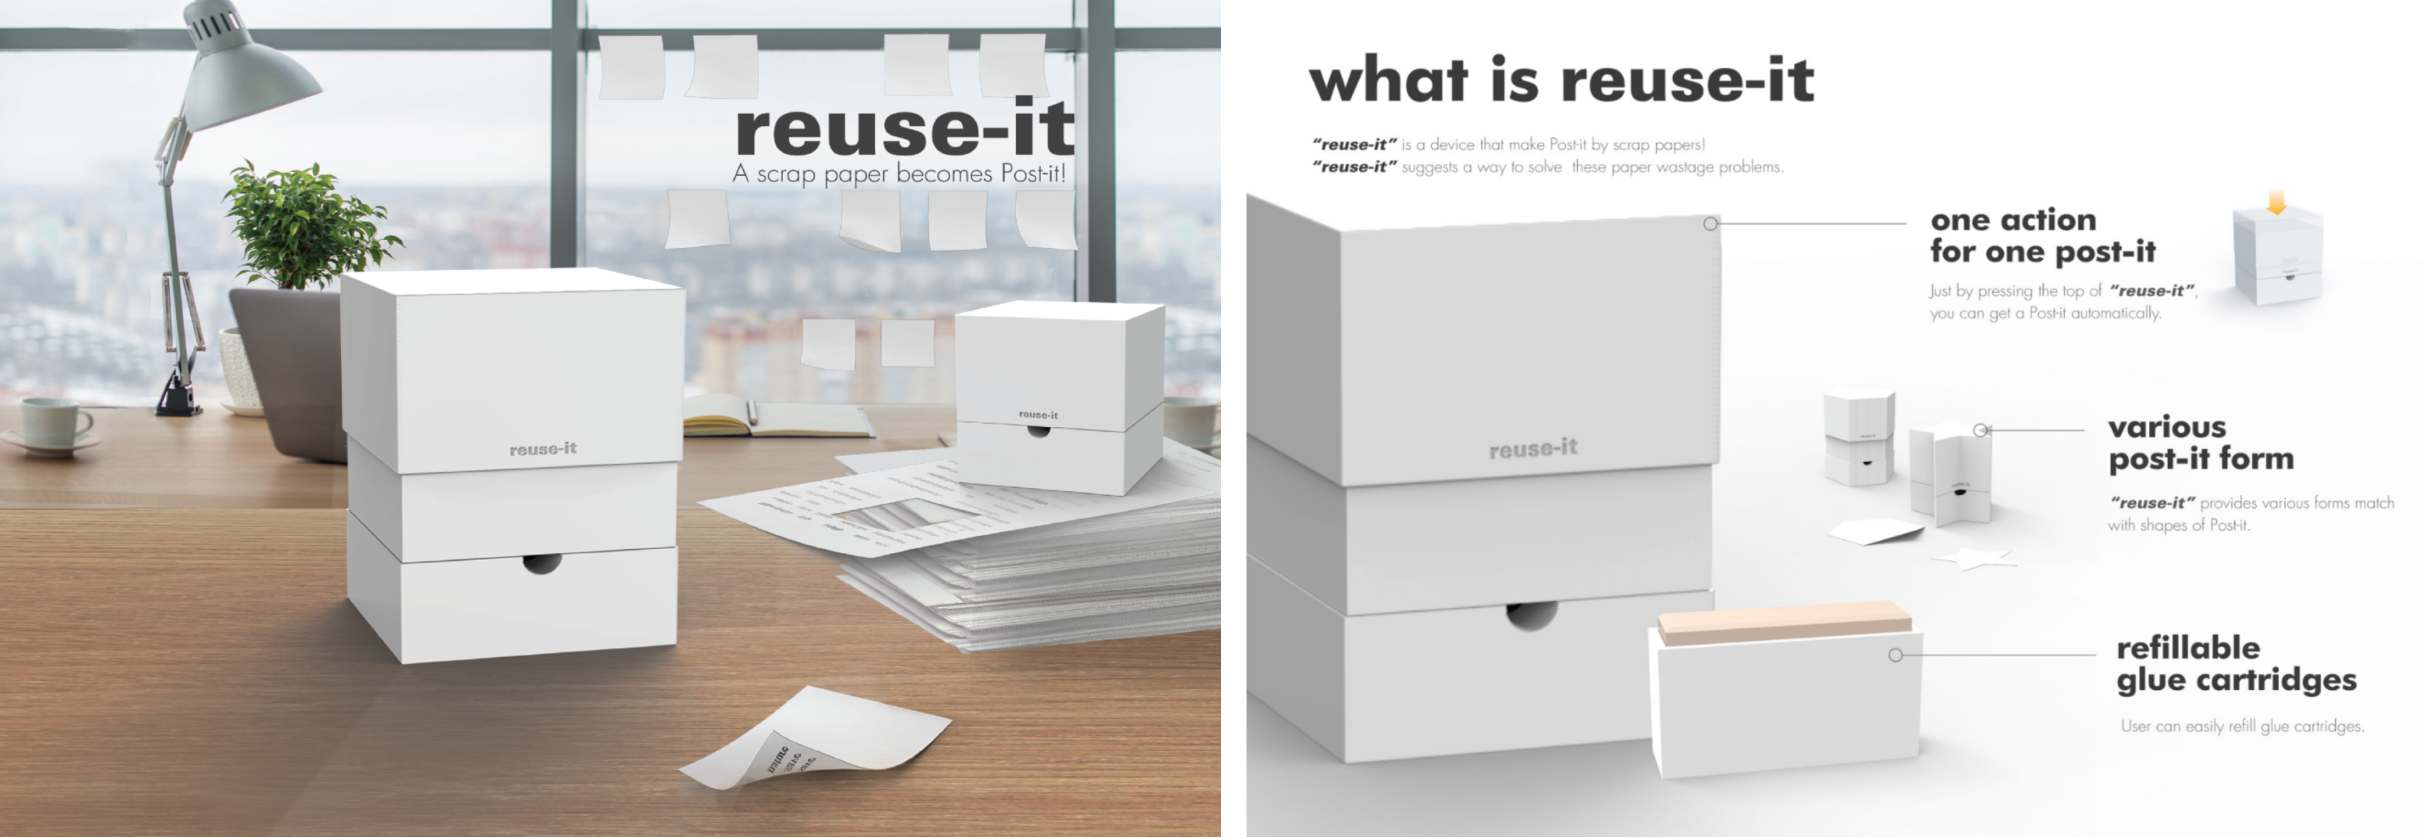 reuse-it
A scrap paper becomes Post-it!
reuse-it
reuse-it
what is reuse-it
“reuse-it” is a device that make Post-it by scrap papers!
“reuse-it” suggests a way to solve these paper wastage problems.
one action
for one post-it
Just by pressing the top of “reuse-it”,
you can get a Post-it automatically.
reuse-it
various
post-it form
“reuse-it” provides various forms match
with shapes of Post-it.
refillable
glue cartridges
User can easily refill glue cartridges.